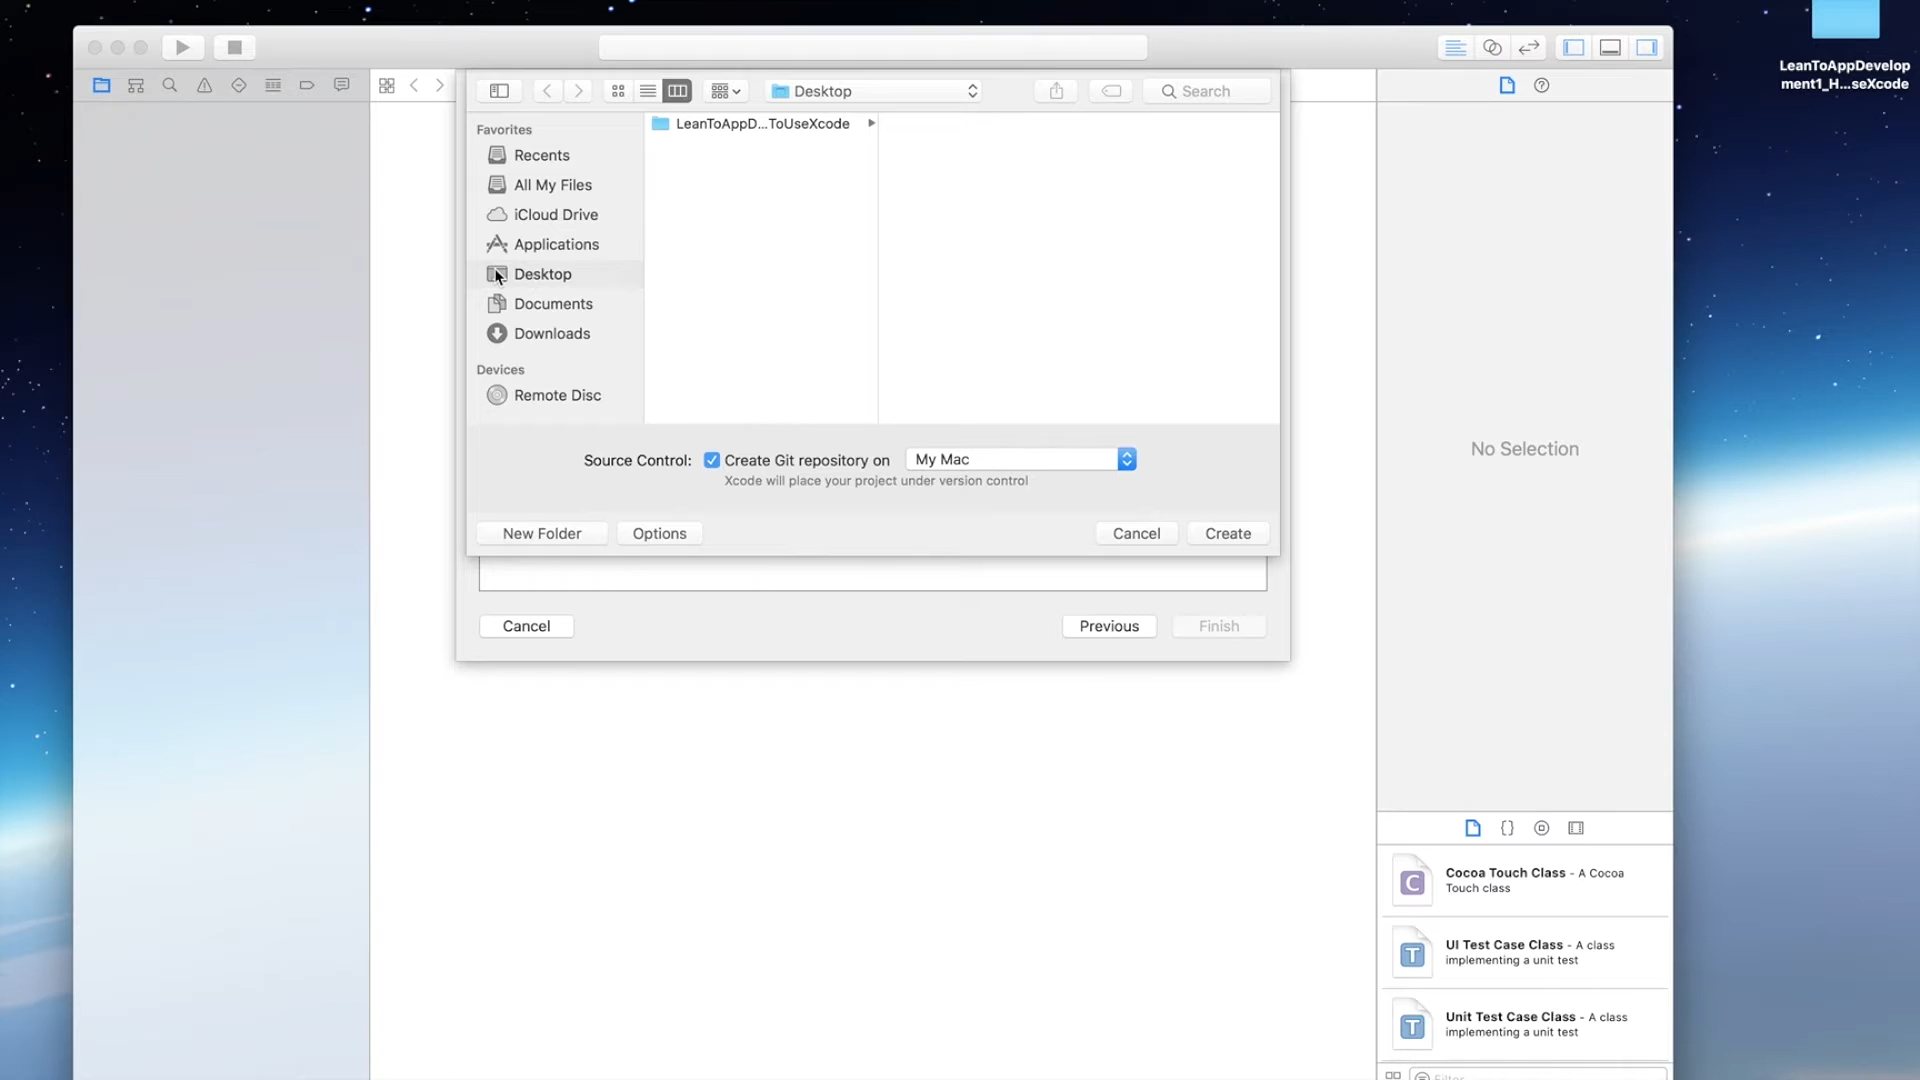 LeanToAppDevelop
ment1_H...seXcode
Desktop
Search
Favorites
Recents
All My Files
iCloud Drive
Applications
Desktop
Documents
Downloads
Devices
Remote Disc
LeanToAppD...ToUseXcode
Source Control:
Create Git repository on
My Mac
Xcode will place your project under version control
New Folder
Options
Cancel
Create
Cancel
Previous
Finish
No Selection
{}
C
Cocoa Touch Class - A Cocoa
Touch class
T
UI Test Case Class - A class
implementing a unit test
T
Unit Test Case Class - A class
implementing a unit test
Filter